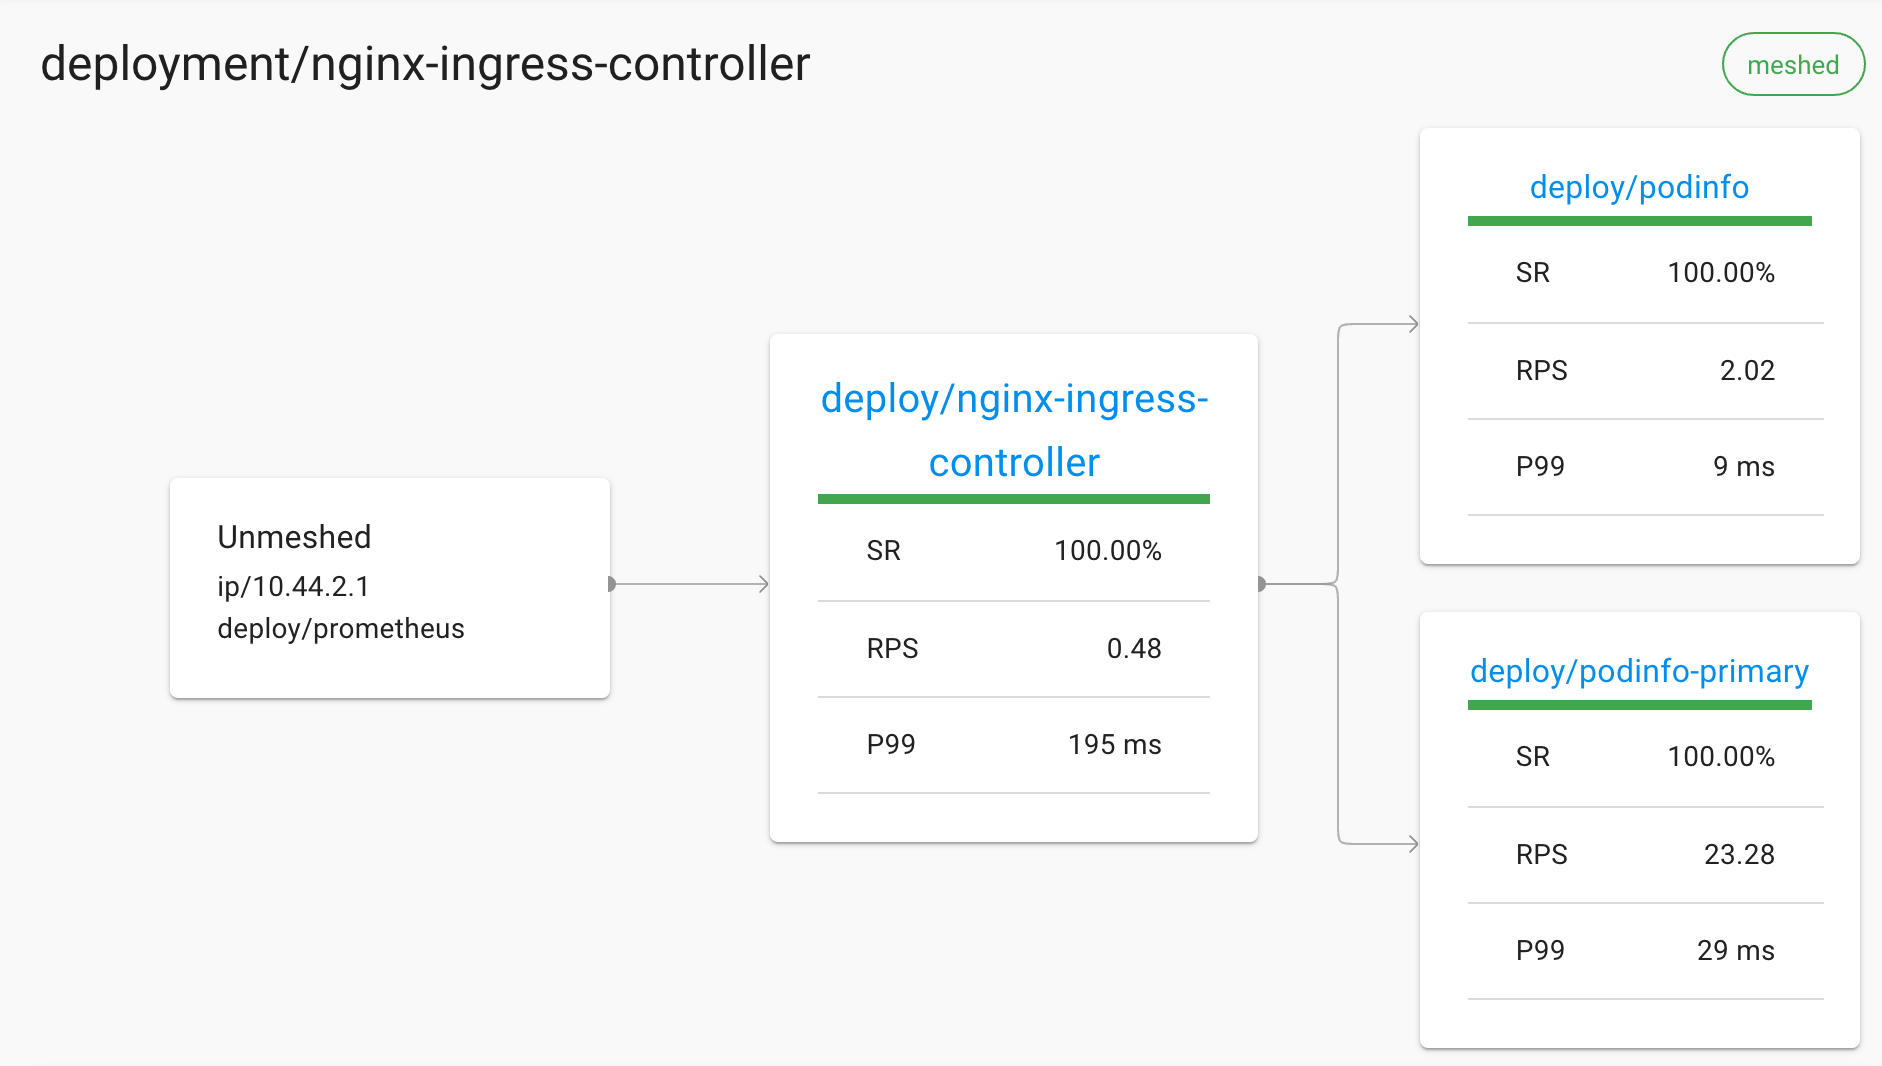 deployment/nginx-ingress-controller
meshed
Unmeshed
ip/10.44.2.1
deploy/prometheus
deploy/nginx-ingress-
controller
SR 100.00%
RPS 0.48
P99 195 ms
deploy/podinfo
SR 100.00%
RPS 2.02
P99 9 ms
deploy/podinfo-primary
SR 100.00%
RPS 23.28
P99 29 ms